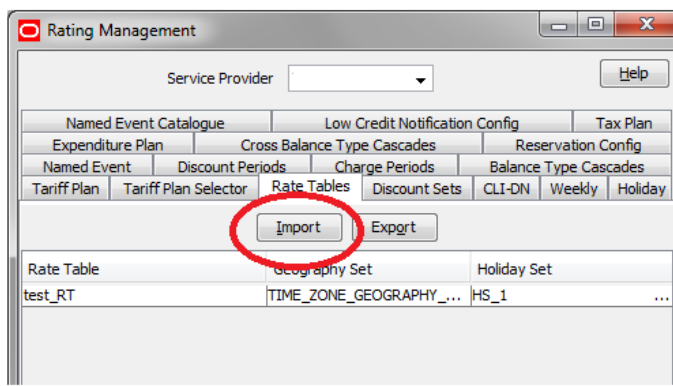 Rating Management
Service Provider Help
Named Event Catalogue Low Credit Notification Config Tax Plan
Expenditure Plan Cross Balance Type Cascades Reservation Config
Named Event Discount Periods Charge Periods Balance Type Cascades
Tariff Plan Tariff Plan Selector Rate Tables Discount Sets CLI-DN Weekly Holiday
Import Export
Rate Table Geography Set Holiday Set
test_RT TIME_ZONE_GEOGRAPHY_... HS_1 ...